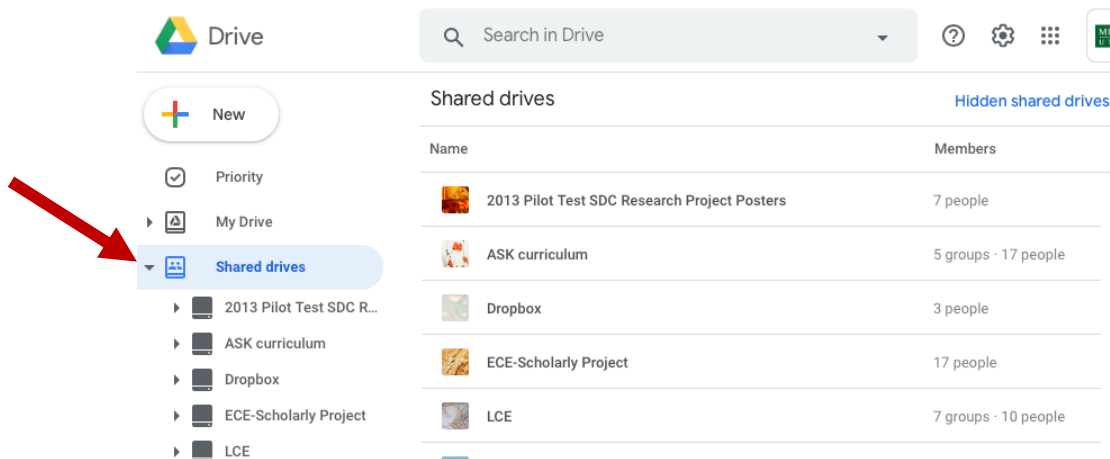 Drive
Search in Drive
New
Priority
My Drive
Shared drives
2013 Pilot Test SDC R...
ASK curriculum
Dropbox
ECE-Scholarly Project
LCE
Shared drives
Hidden shared drives
Name Members
2013 Pilot Test SDC Research Project Posters 7 people
ASK curriculum 5 groups · 17 people
Dropbox 3 people
ECE-Scholarly Project 17 people
LCE 7 groups · 10 people